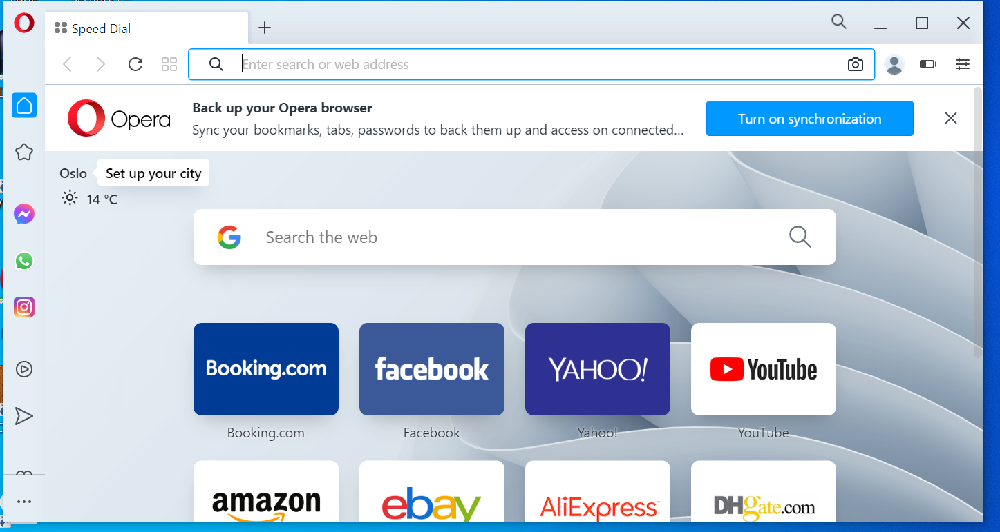 Speed Dial
Enter search or web address
Opera
Back up your Opera browser
Sync your bookmarks, tabs, passwords to back them up and access on connected...
Turn on synchronization
Oslo
Set up your city
14 °C
Search the web
Booking.com
facebook
YAHOO!
YouTube
Booking.com
Facebook
Yahoo!
YouTube
amazon
ebay
AliExpress
DHgate.com